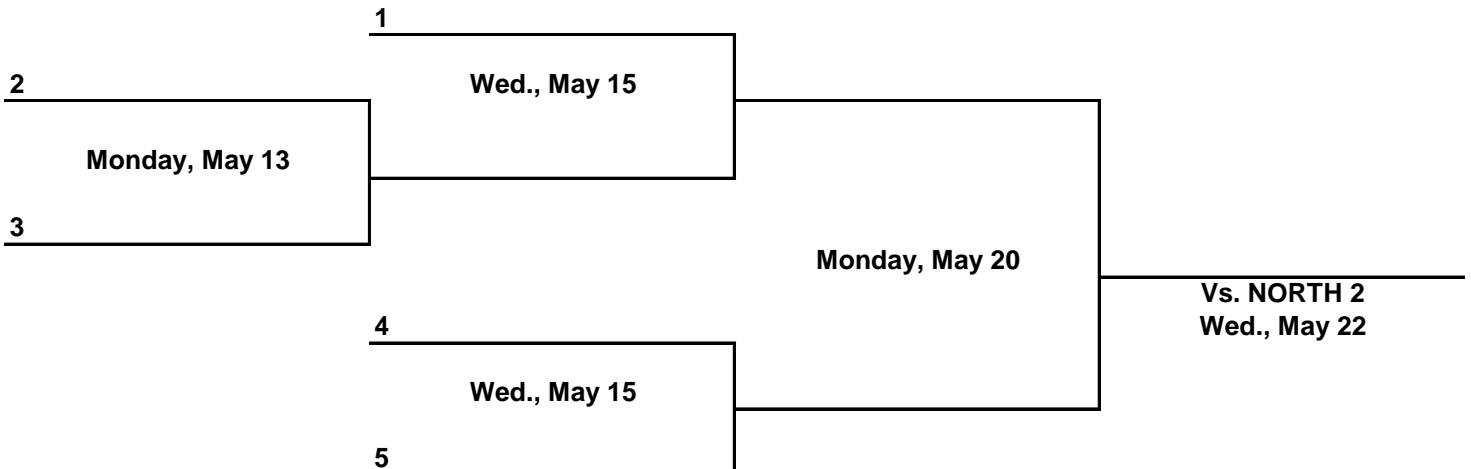 1
2
Wed., May 15
Monday, May 13
3
Monday, May 20
Vs. NORTH 2
Wed., May 22
4
Wed., May 15
5